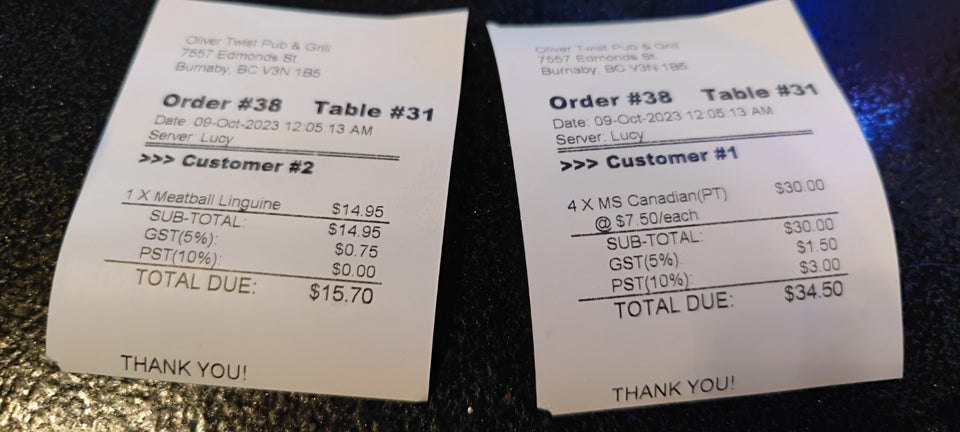 Oliver Twist Pub & Grill
7557 Edmonds St
Burnaby, BC V3N 1B5
Order #38 Table #31
Date: 09-Oct-2023 12:05:13 AM
Server: Lucy
>>> Customer #2
1 X Meatball Linguine $14.95
SUB-TOTAL: $14.95
GST(5%): $0.75
PST(10%): $0.00
TOTAL DUE: $15.70
THANK YOU!
Oliver Twist Pub & Grill
7557 Edmonds St.
Burnaby, BC V3N 1B5
Order #38 Table #31
Date: 09-Oct-2023 12:05:13 AM
Server: Lucy
>>> Customer #1
4 X MS Canadian(PT) $30.00
@ $7.50/each
SUB-TOTAL: $30.00
GST(5%): $1.50
PST(10%): $3.00
TOTAL DUE: $34.50
THANK YOU!